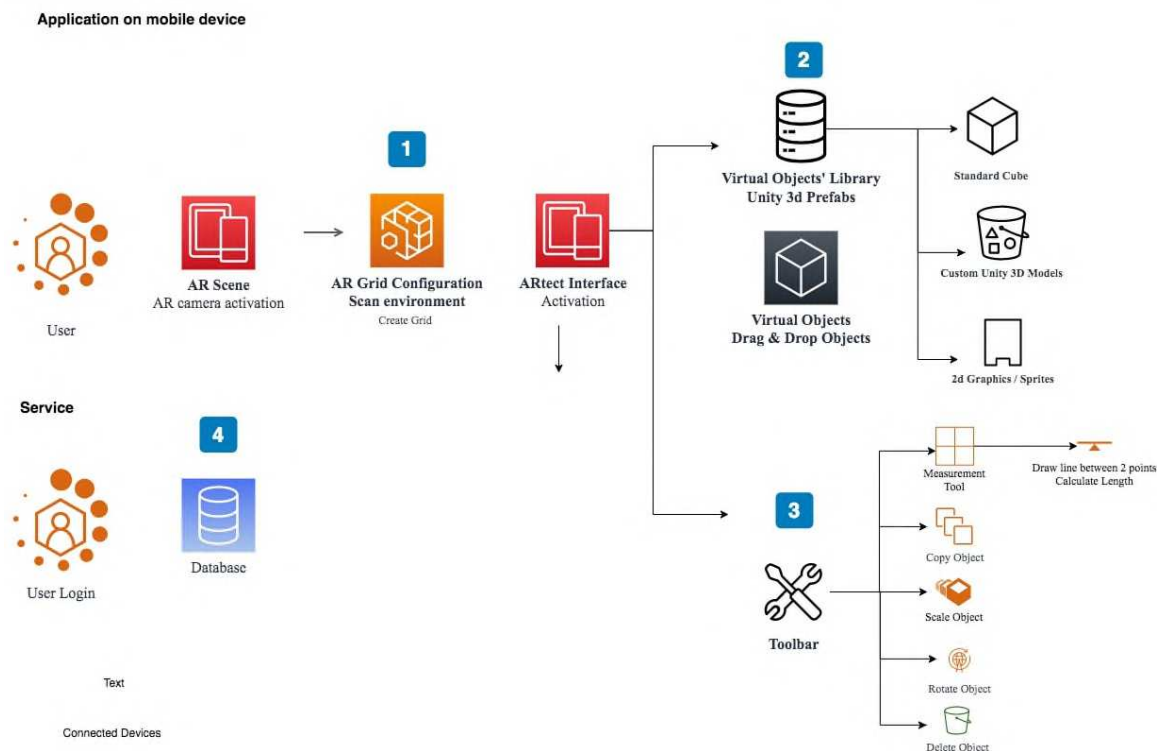 Application on mobile device
1
2
Virtual Objects' Library
Unity 3d Prefabs
Standard Cube
User
AR Scene
AR camera activation
AR Grid Configuration
Scan environment
Create Grid
ARtect Interface
Activation
Virtual Objects
Drag & Drop Objects
Custom Unity 3D Models
2d Graphics / Sprites
Service
4
User Login
Database
3
Toolbar
Measurement
Tool
Draw line between 2 points
Calculate Length
Copy Object
Scale Object
Rotate Object
Delete Object
Text
Connected Devices